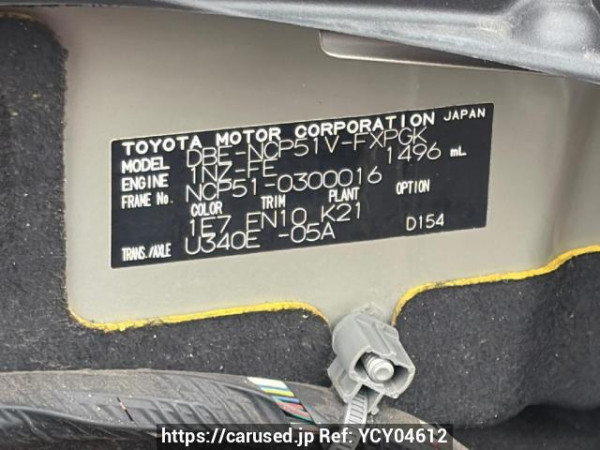 TOYOTA MOTOR CORPORATION JAPAN
MODEL DBE-NCP51V-FXPGK
ENGINE 1NZ-FE 1496 mL
FRAME No. NCP51-0300016
COLOR TRIM PLANT OPTION
1E7 FN10 K21
TRANS./AXLE U340E -05A D154
https://carused.jp Ref: YCY04612